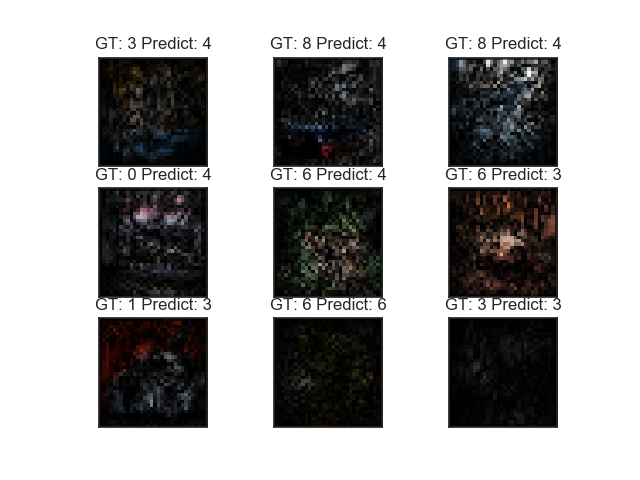 GT: 3 Predict: 4
GT: 8 Predict: 4
GT: 8 Predict: 4
GT: 0 Predict: 4
GT: 6 Predict: 4
GT: 6 Predict: 3
GT: 1 Predict: 3
GT: 6 Predict: 6
GT: 3 Predict: 3